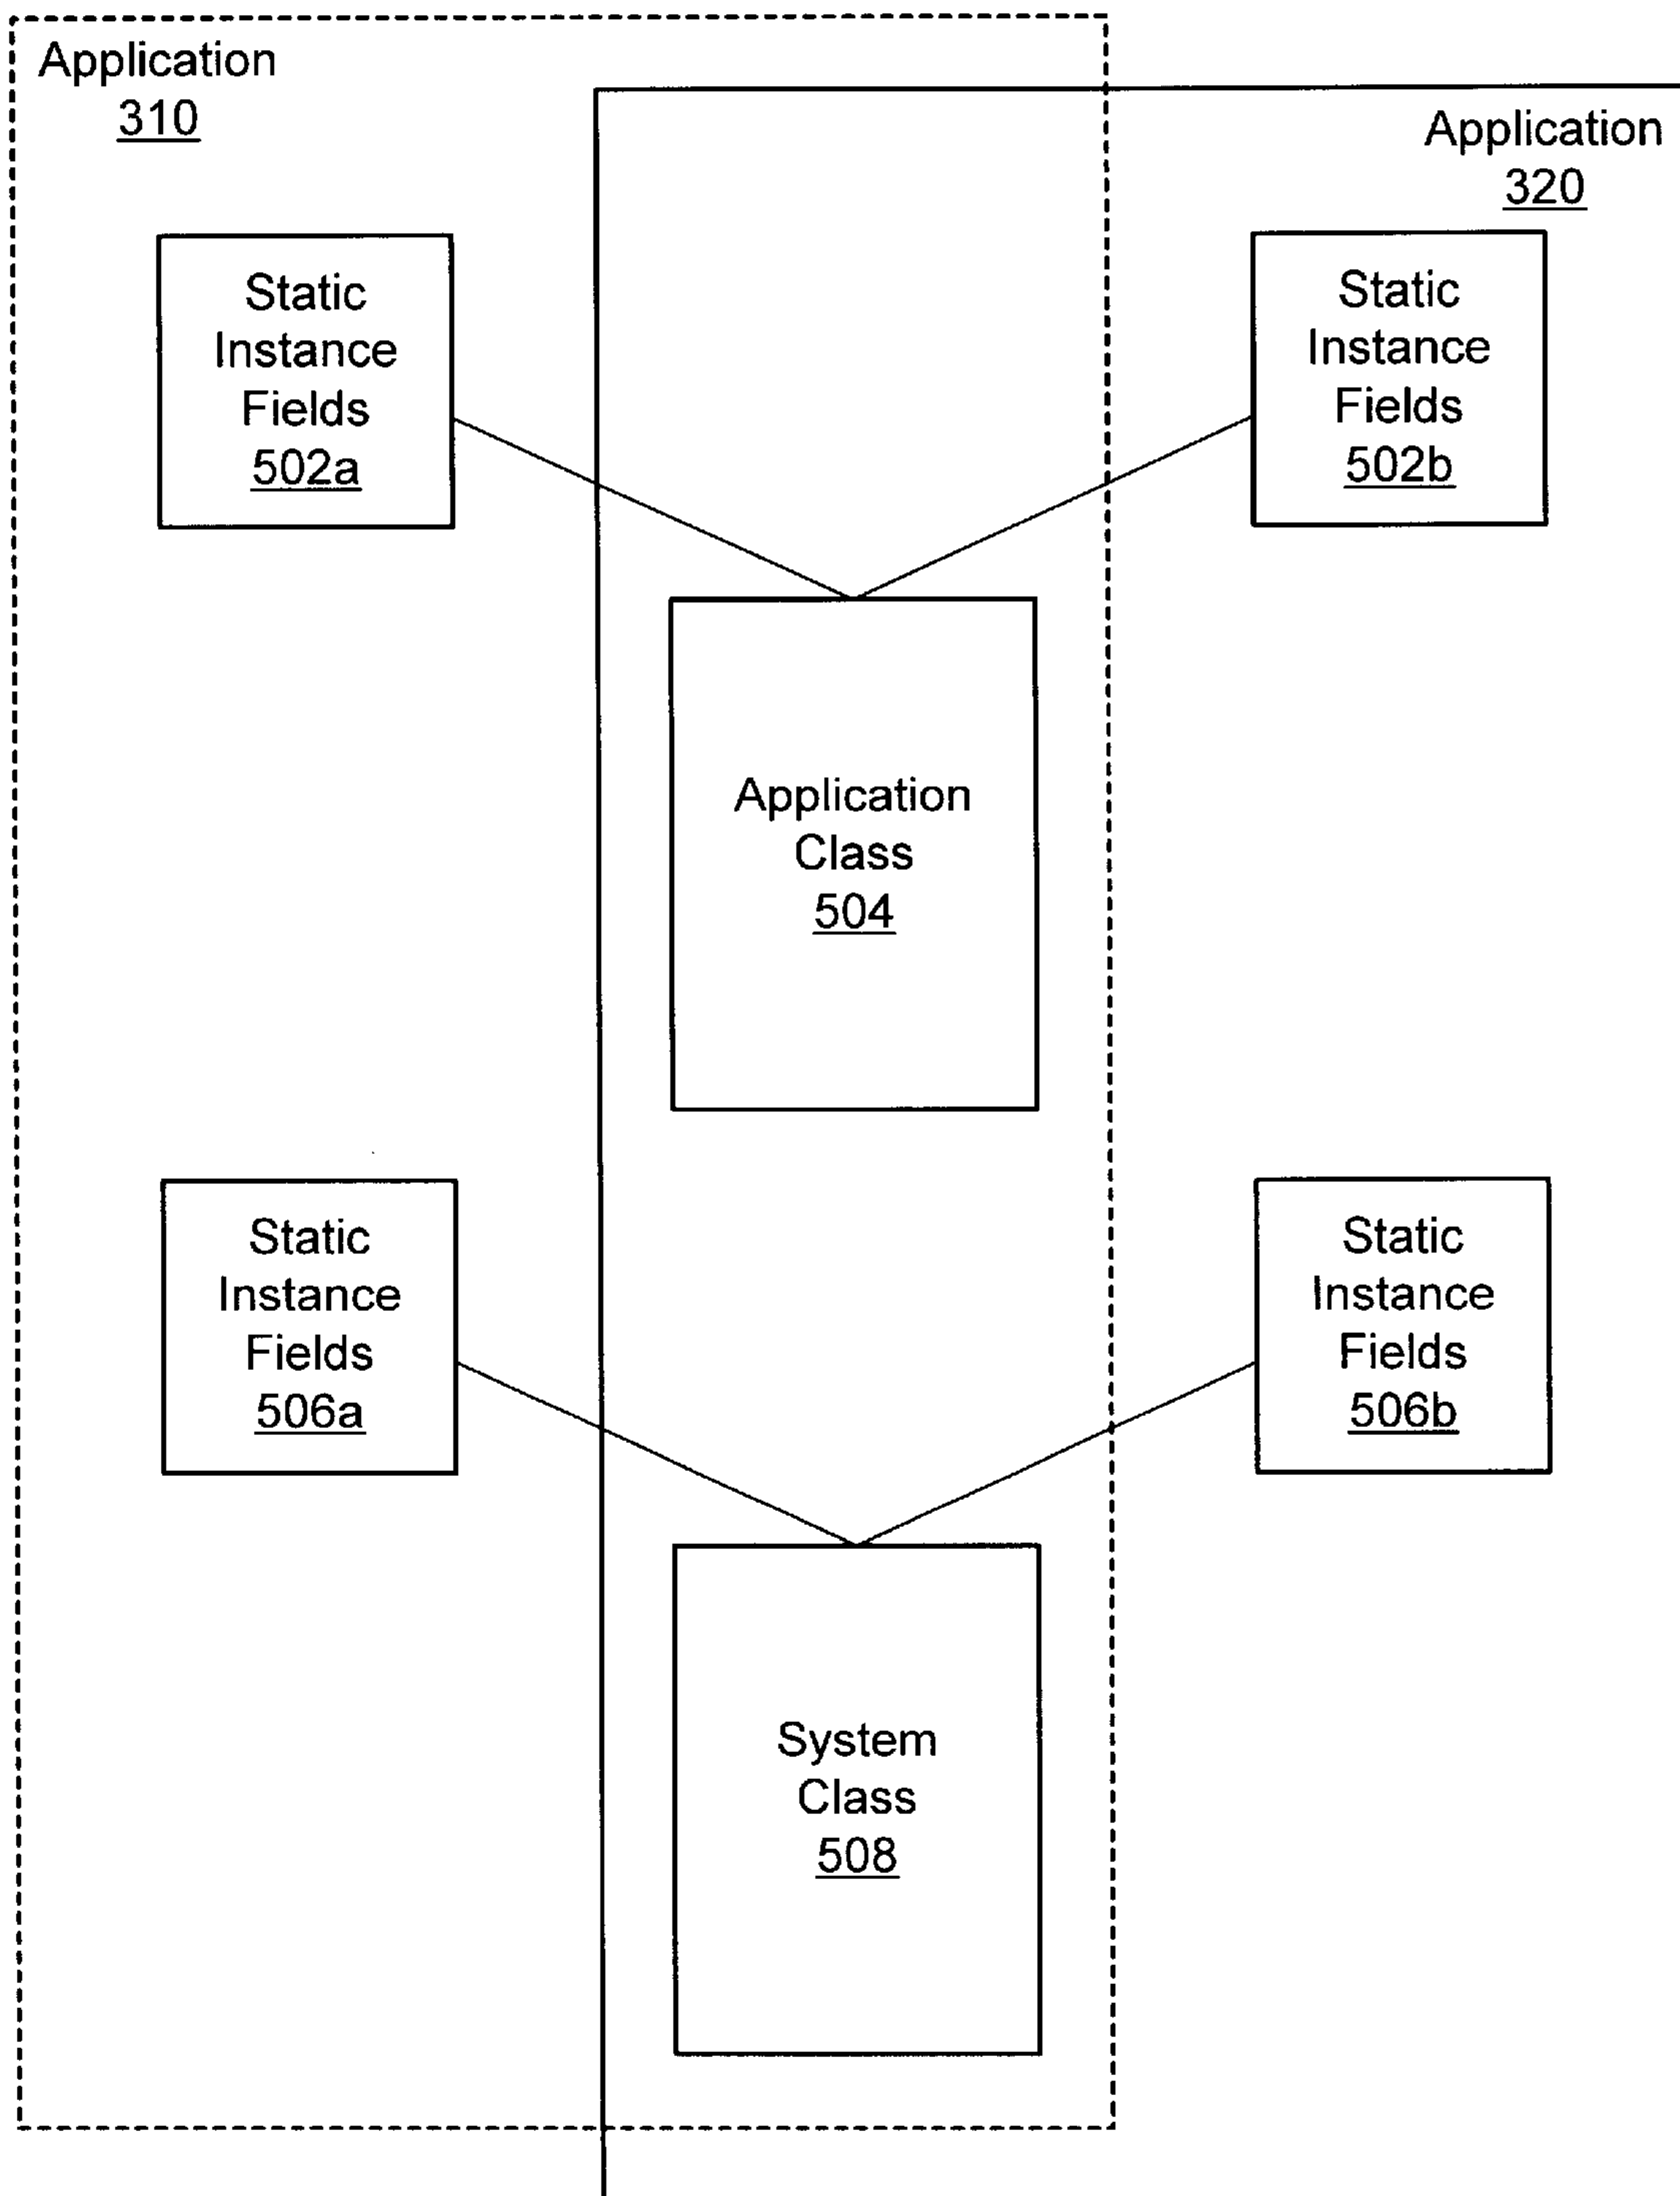 Application
310
Application
320
Static
Instance
Fields
502a
Static
Instance
Fields
502b
Application
Class
504
Static
Instance
Fields
506a
Static
Instance
Fields
506b
System
Class
508